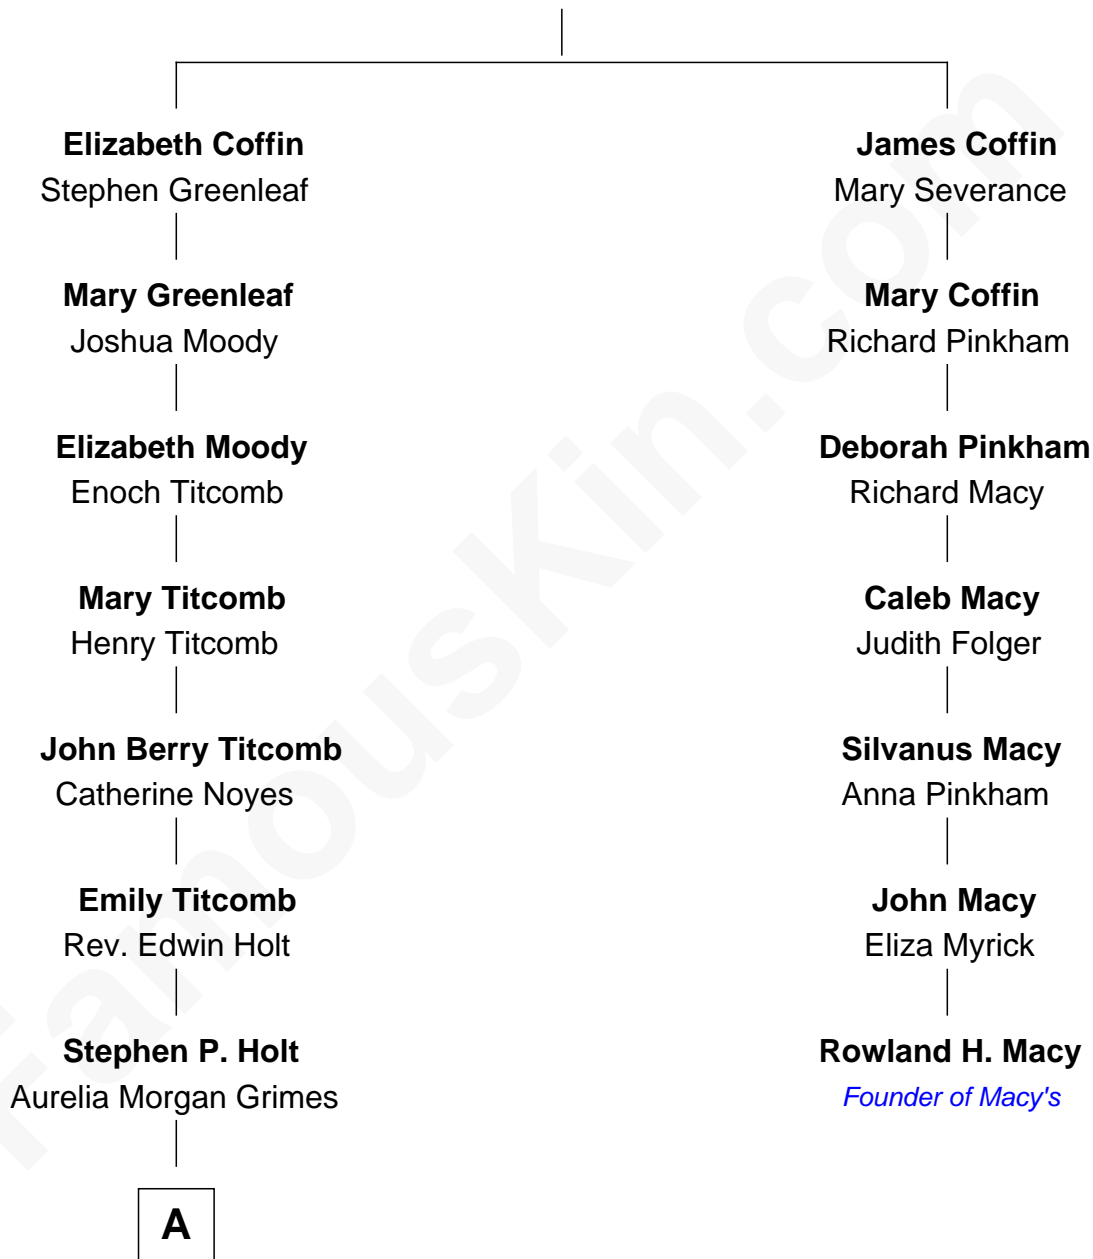 Elizabeth Coffin
Stephen Greenleaf
James Coffin
Mary Severance
Mary Greenleaf
Joshua Moody
Mary Coffin
Richard Pinkham
Elizabeth Moody
Enoch Titcomb
Deborah Pinkham
Richard Macy
Mary Titcomb
Henry Titcomb
Caleb Macy
Judith Folger
John Berry Titcomb
Catherine Noyes
Silvanus Macy
Anna Pinkham
Emily Titcomb
Rev. Edwin Holt
John Macy
Eliza Myrick
Stephen P. Holt
Aurelia Morgan Grimes
Rowland H. Macy
Founder of Macy's
A
FamousKin.com